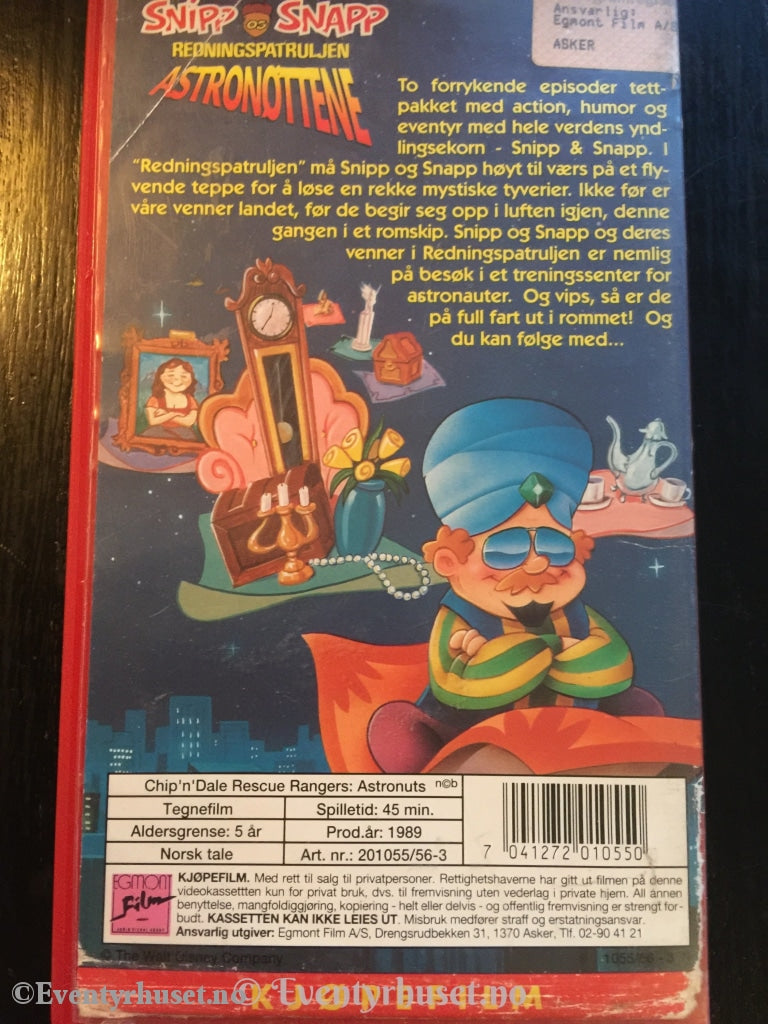 SNIPP OG SNAPP
REDNINGSPATRULJEN
ASTRONØTTENE
Ansvarlig:
Egmont Film A/S
ASKER
To forrykende episoder tett-
pakket med action, humor og
eventyr med hele verdens ynd-
lingsekorn - Snipp & Snapp. I
"Redningspatruljen" må Snipp og Snapp høyt til værs på et fly-
vende teppe for å løse en rekke mystiske tyverier. Ikke før er
våre venner landet, før de begir seg opp i luften igjen, denne
gangen i et romskip. Snipp og Snapp og deres
venner i Redningspatruljen er nemlig
på besøk i et treningssenter for
astronauter. Og vips, så er de
på full fart ut i rommet! Og
du kan følge med...
Chip'n'Dale Rescue Rangers: Astronuts n©b
Tegnefilm Spilletid: 45 min.
Aldersgrense: 5 år Prod.år: 1989
Norsk tale Art. nr.: 201055/56-3
7 041272 010550
EGMONT
Film
KJØPEFILM. Med rett til salg til privatpersoner. Rettighetshaverne har gitt ut filmen på denne
videokassettten kun for privat bruk, dvs. til fremvisning uten vederlag i private hjem. All annen
benyttelse, mangfoldiggjøring, kopiering - helt eller delvis - og offentlig fremvisning er strengt for-
budt. KASSETTEN KAN IKKE LEIES UT. Misbruk medfører straff og erstatningsansvar.
Ansvarlig utgiver: Egmont Film A/S, Drengsrudbekken 31, 1370 Asker, Tlf. 02-90 41 21
© The Walt Disney Company
1055/56 - 3
KJØPEFILM
©Eventyrhuset.no © Eventyrhuset.no